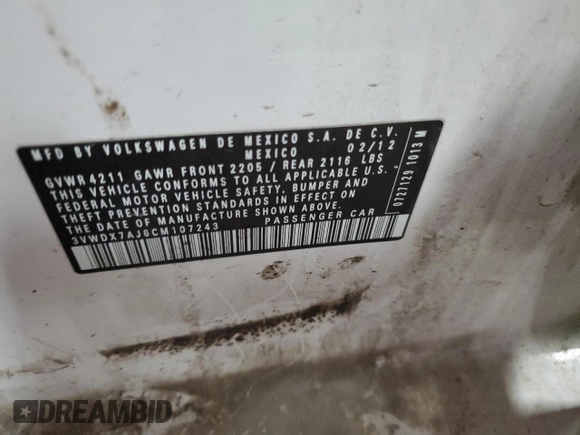 MFD BY VOLKSWAGEN DE MEXICO S.A. DE C.V.
MEXICO 02/12
GVWR4211 GAWR FRONT 2205 / REAR 2116 LBS
THIS VEHICLE CONFORMS TO ALL APPLICABLE U.S.
FEDERAL MOTOR VEHICLE SAFETY, BUMPER AND
THEFT PREVENTION STANDARDS IN EFFECT ON
THE DATE OF MANUFACTURE SHOWN ABOVE.
3VWDX7AJ8CM107243 PASSENGER CAR
0727129 1013 M
DREAMBID